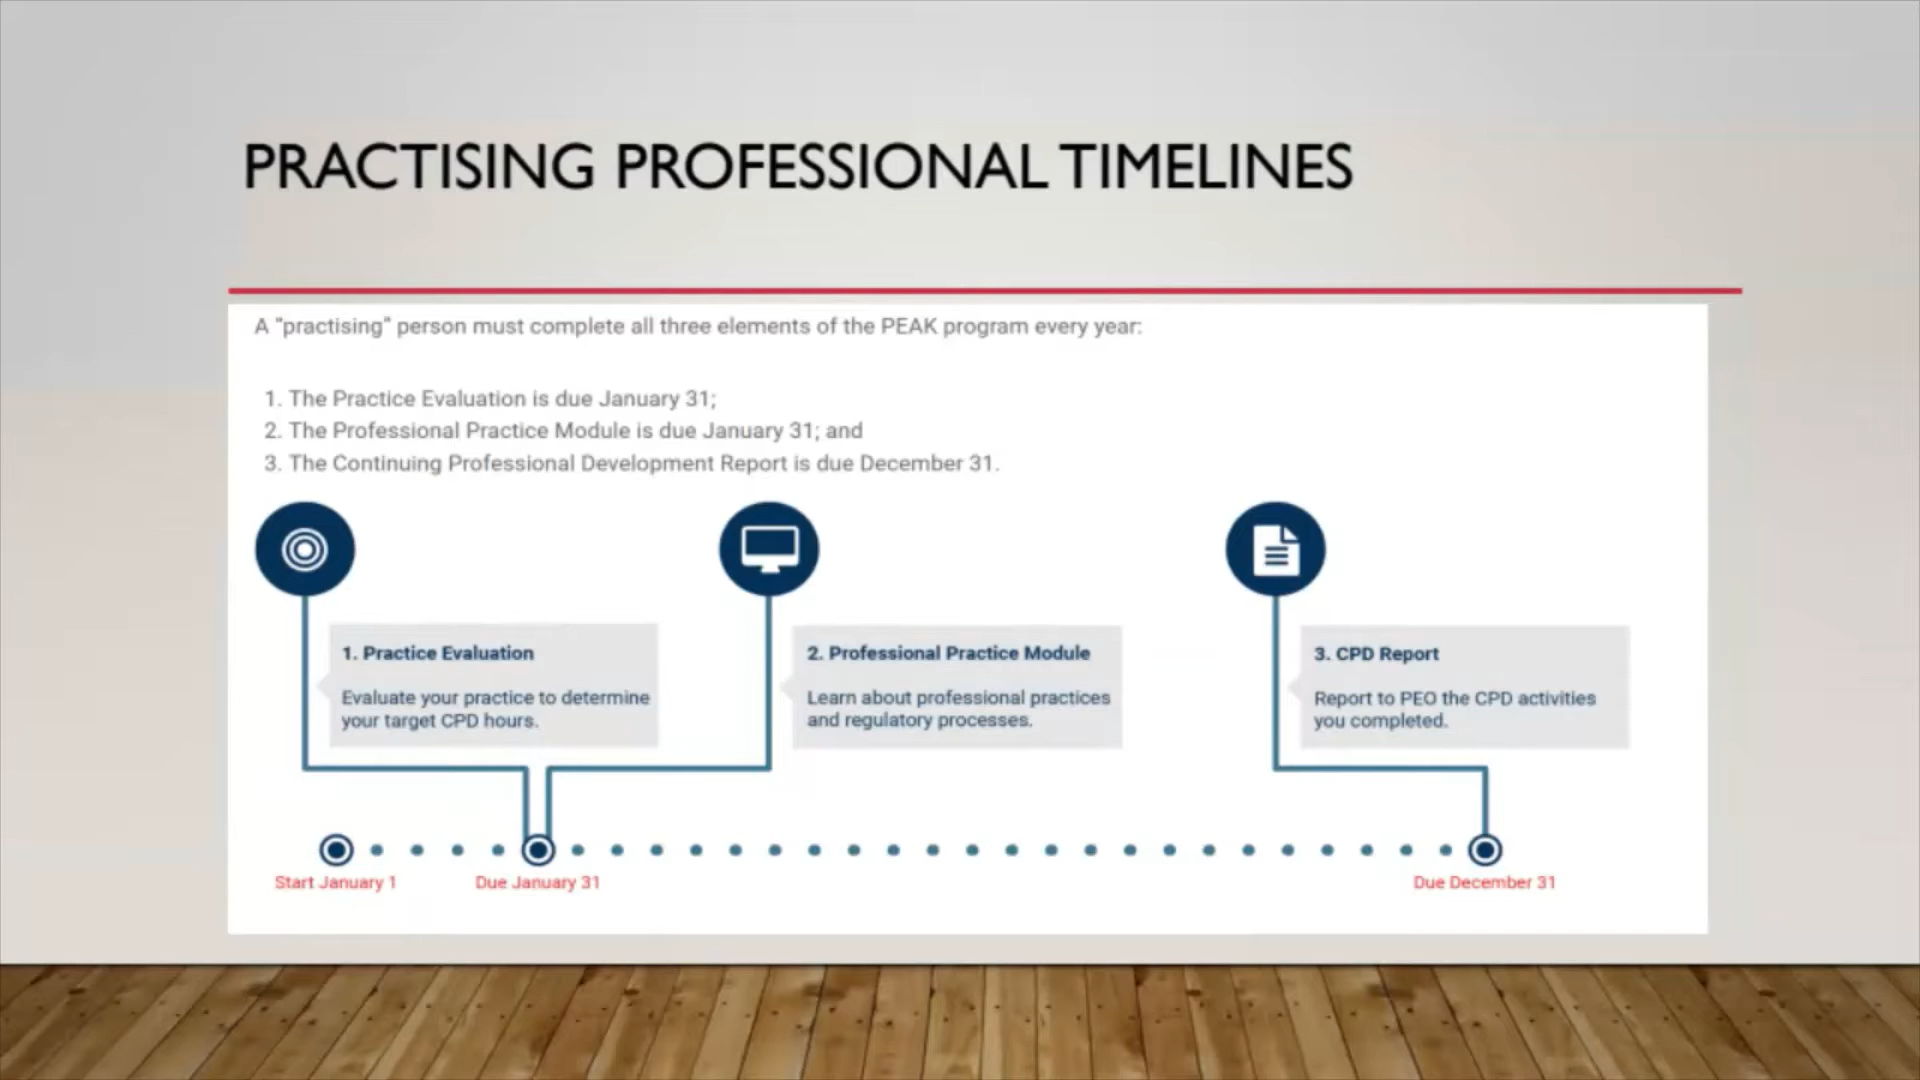 PRACTISING PROFESSIONAL TIMELINES
A "practising" person must complete all three elements of the PEAK program every year:
1. The Practice Evaluation is due January 31;
2. The Professional Practice Module is due January 31; and
3. The Continuing Professional Development Report is due December 31.
1. Practice Evaluation
Evaluate your practice to determine
your target CPD hours.
2. Professional Practice Module
Learn about professional practices
and regulatory processes.
3. CPD Report
Report to PEO the CPD activities
you completed.
Start January 1
Due January 31
Due December 31